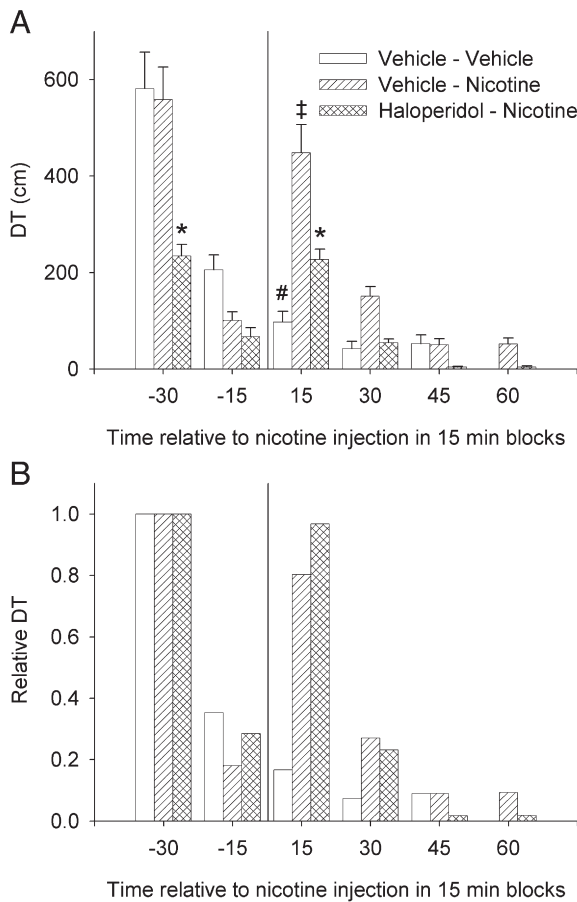 A
Vehicle - Vehicle
Vehicle - Nicotine
Haloperidol - Nicotine
600
400
200
0
DT (cm)
*
#
‡
*
-30 -15 15 30 45 60
Time relative to nicotine injection in 15 min blocks
B
1.0
0.8
0.6
0.4
0.2
0.0
Relative DT
-30 -15 15 30 45 60
Time relative to nicotine injection in 15 min blocks